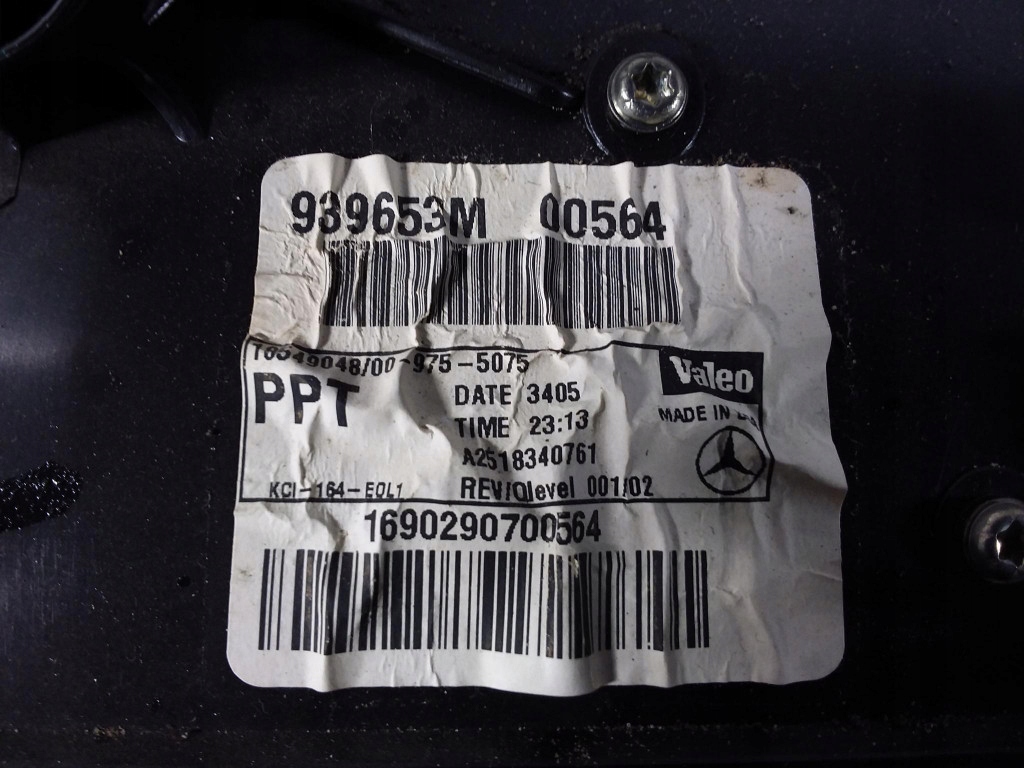 939653M 00564
16549048/00-975-5075
Valeo
PPT
DATE 3405
MADE IN
TIME 23:13
A2518340761
KCI-164-EOL1
REV/Qlevel 001/02
1690290700564